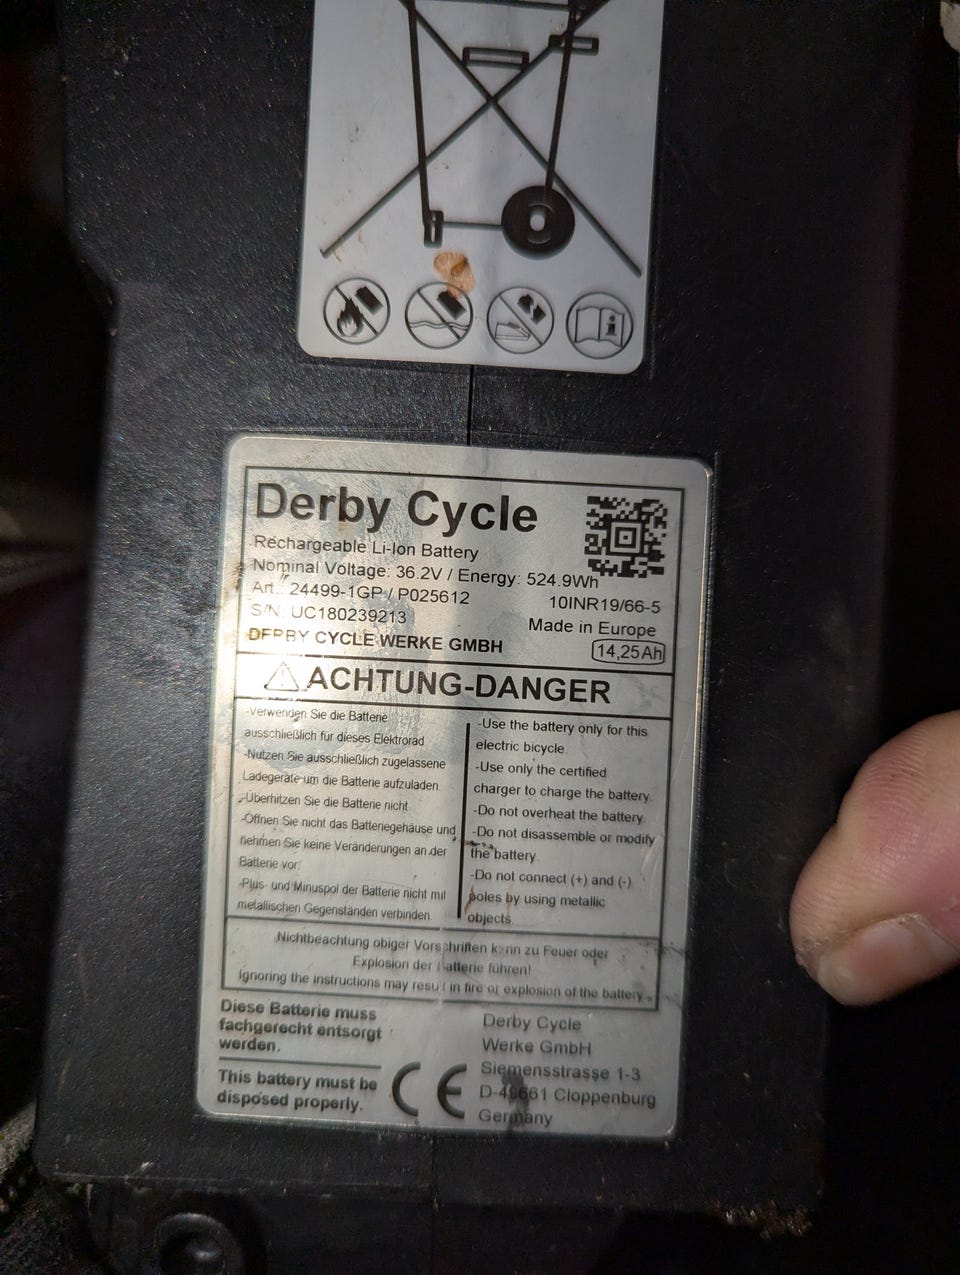 Derby Cycle
Rechargeable Li-Ion Battery
Nominal Voltage: 36.2V / Energy: 524.9Wh
Art.: 24499-1GP / P025612
10INR19/66-5
S/N: UC180239213
Made in Europe
DERBY CYCLE WERKE GMBH
14,25Ah
ACHTUNG-DANGER
-Verwenden Sie die Batterie
ausschließlich für dieses Elektrorad
-Nutzen Sie ausschließlich zugelassene
Ladegeräte um die Batterie aufzuladen
-Überhitzen Sie die Batterie nicht
-Öffnen Sie nicht das Batteriegehäuse und
nehmen Sie keine Veränderungen an der
Batterie vor
-Plus- und Minuspol der Batterie nicht mit
metallischen Gegenständen verbinden.
-Use the battery only for this
electric bicycle.
-Use only the certified
charger to charge the battery.
-Do not overheat the battery.
-Do not disassemble or modify
the battery.
-Do not connect (+) and (-)
poles by using metallic
objects.
Nichtbeachtung obiger Vorschriften kann zu Feuer oder
Explosion der Batterie führen!
Ignoring the instructions may result in fire or explosion of the battery.
Diese Batterie muss
fachgerecht entsorgt
werden.
This battery must be
disposed properly.
CE
Derby Cycle
Werke GmbH
Siemensstrasse 1-3
D-49661 Cloppenburg
Germany